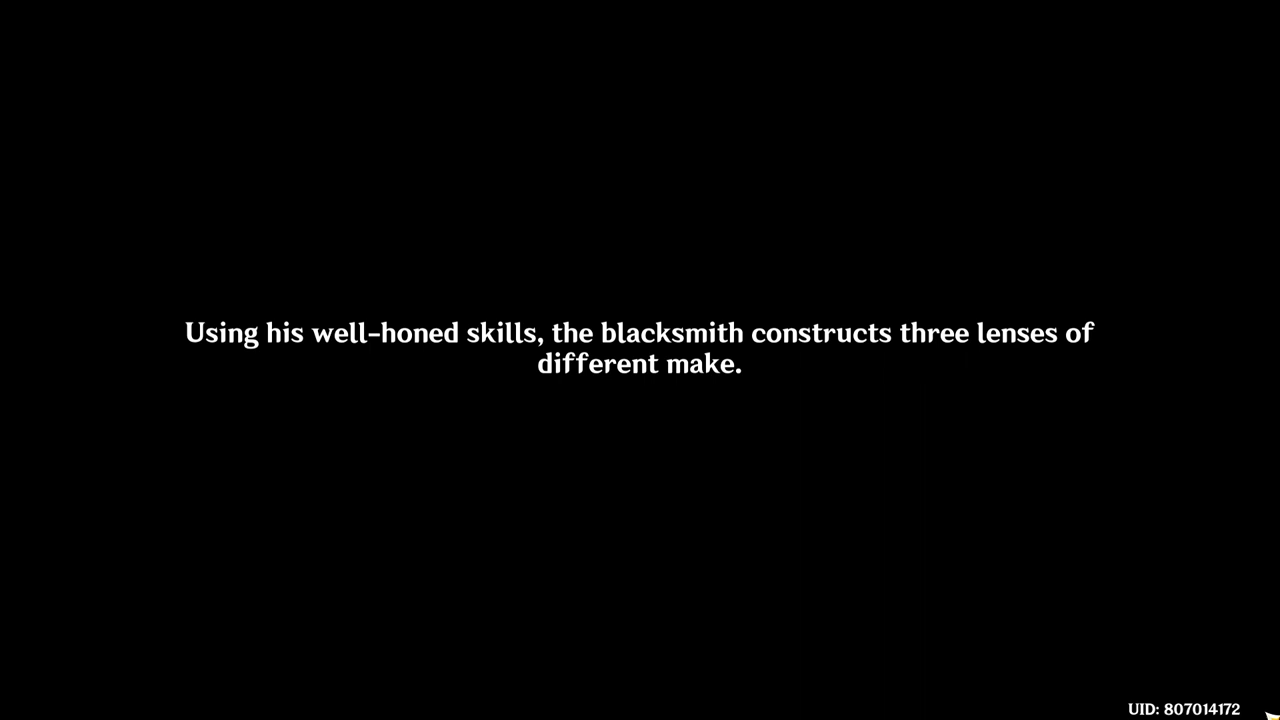 Using his well-honed skills, the blacksmith constructs three lenses of
different make.
UID: 807014172